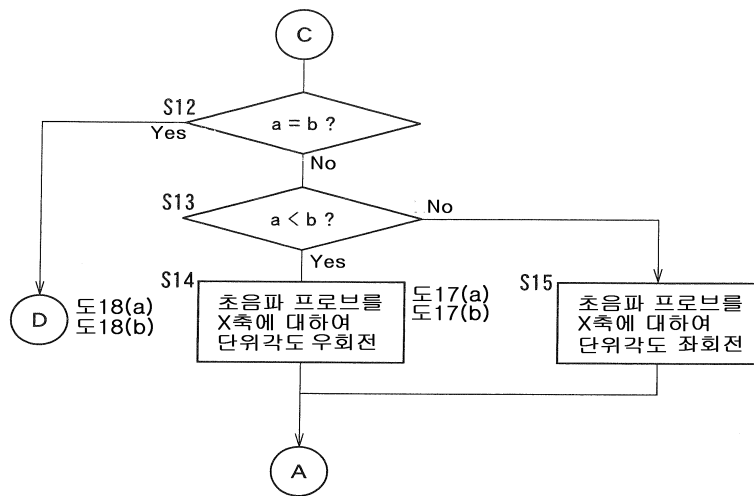 C
S12
a = b ?
Yes
No
S13
a < b ?
No
Yes
S14
초음파 프로브를
X축에 대하여
단위각도 우회전
도17(a)
도17(b)
S15
초음파 프로브를
X축에 대하여
단위각도 좌회전
D
도18(a)
도18(b)
A